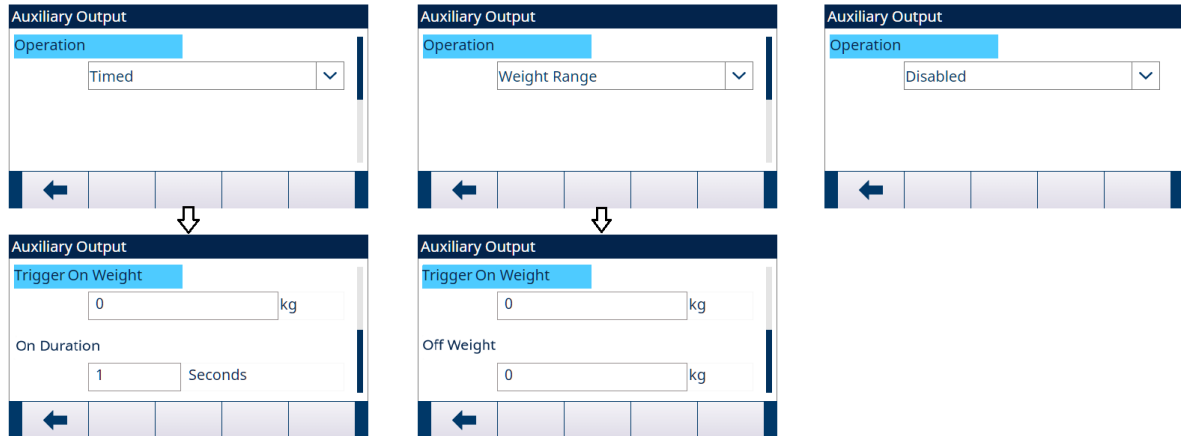 Auxiliary Output
Operation
Timed
Auxiliary Output
Operation
Weight Range
Auxiliary Output
Operation
Disabled
Auxiliary Output
Trigger On Weight
0 kg
On Duration
1 Seconds
Auxiliary Output
Trigger On Weight
0 kg
Off Weight
0 kg